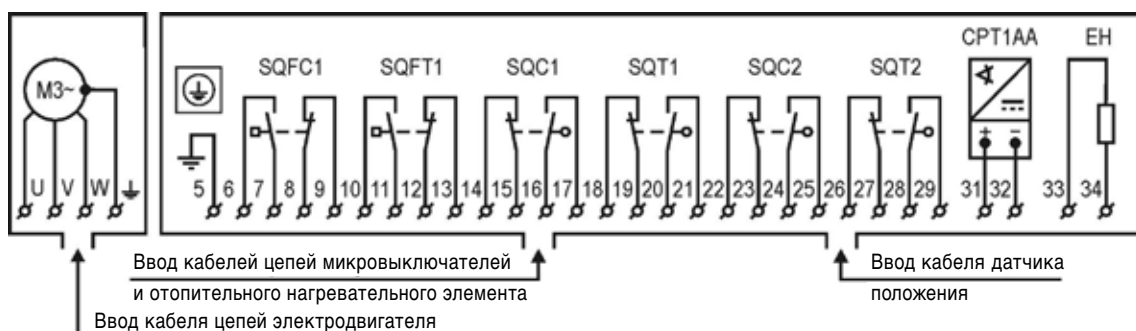 CPT1AA EH
SQFC1 SQFT1 SQC1 SQT1 SQC2 SQT2
M3~
+ −
U V W 5 6 7 8 9 10 11 12 13 14 15 16 17 18 19 20 21 22 23 24 25 26 27 28 29 31 32 33 34
Ввод кабелей цепей микровыключателей
и отопительного нагревательного элемента
Ввод кабеля датчика
положения
Ввод кабеля цепей электродвигателя